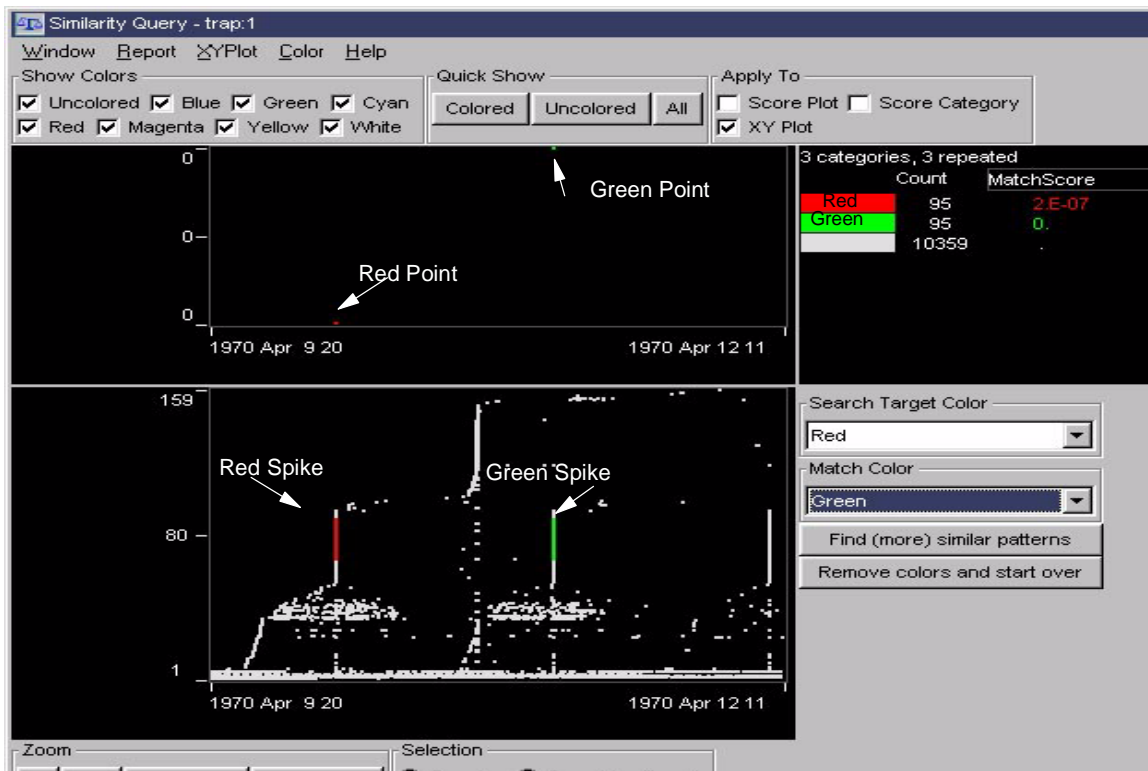 Similarity Query - trap:1
Window Report XYPlot Color Help
Show Colors
Uncolored Blue Green Cyan
Red Magenta Yellow White
Quick Show
Colored Uncolored All
Apply To
Score Plot Score Category
XY Plot
0
0
0
Green Point
Red Point
1970 Apr 9 20 1970 Apr 12 11
3 categories, 3 repeated
Count MatchScore
Red 95 2.E-07
Green 95 0.
10359 .
159
80
1
Red Spike
Green Spike
1970 Apr 9 20 1970 Apr 12 11
Search Target Color
Red
Match Color
Green
Find (more) similar patterns
Remove colors and start over
Zoom
Selection